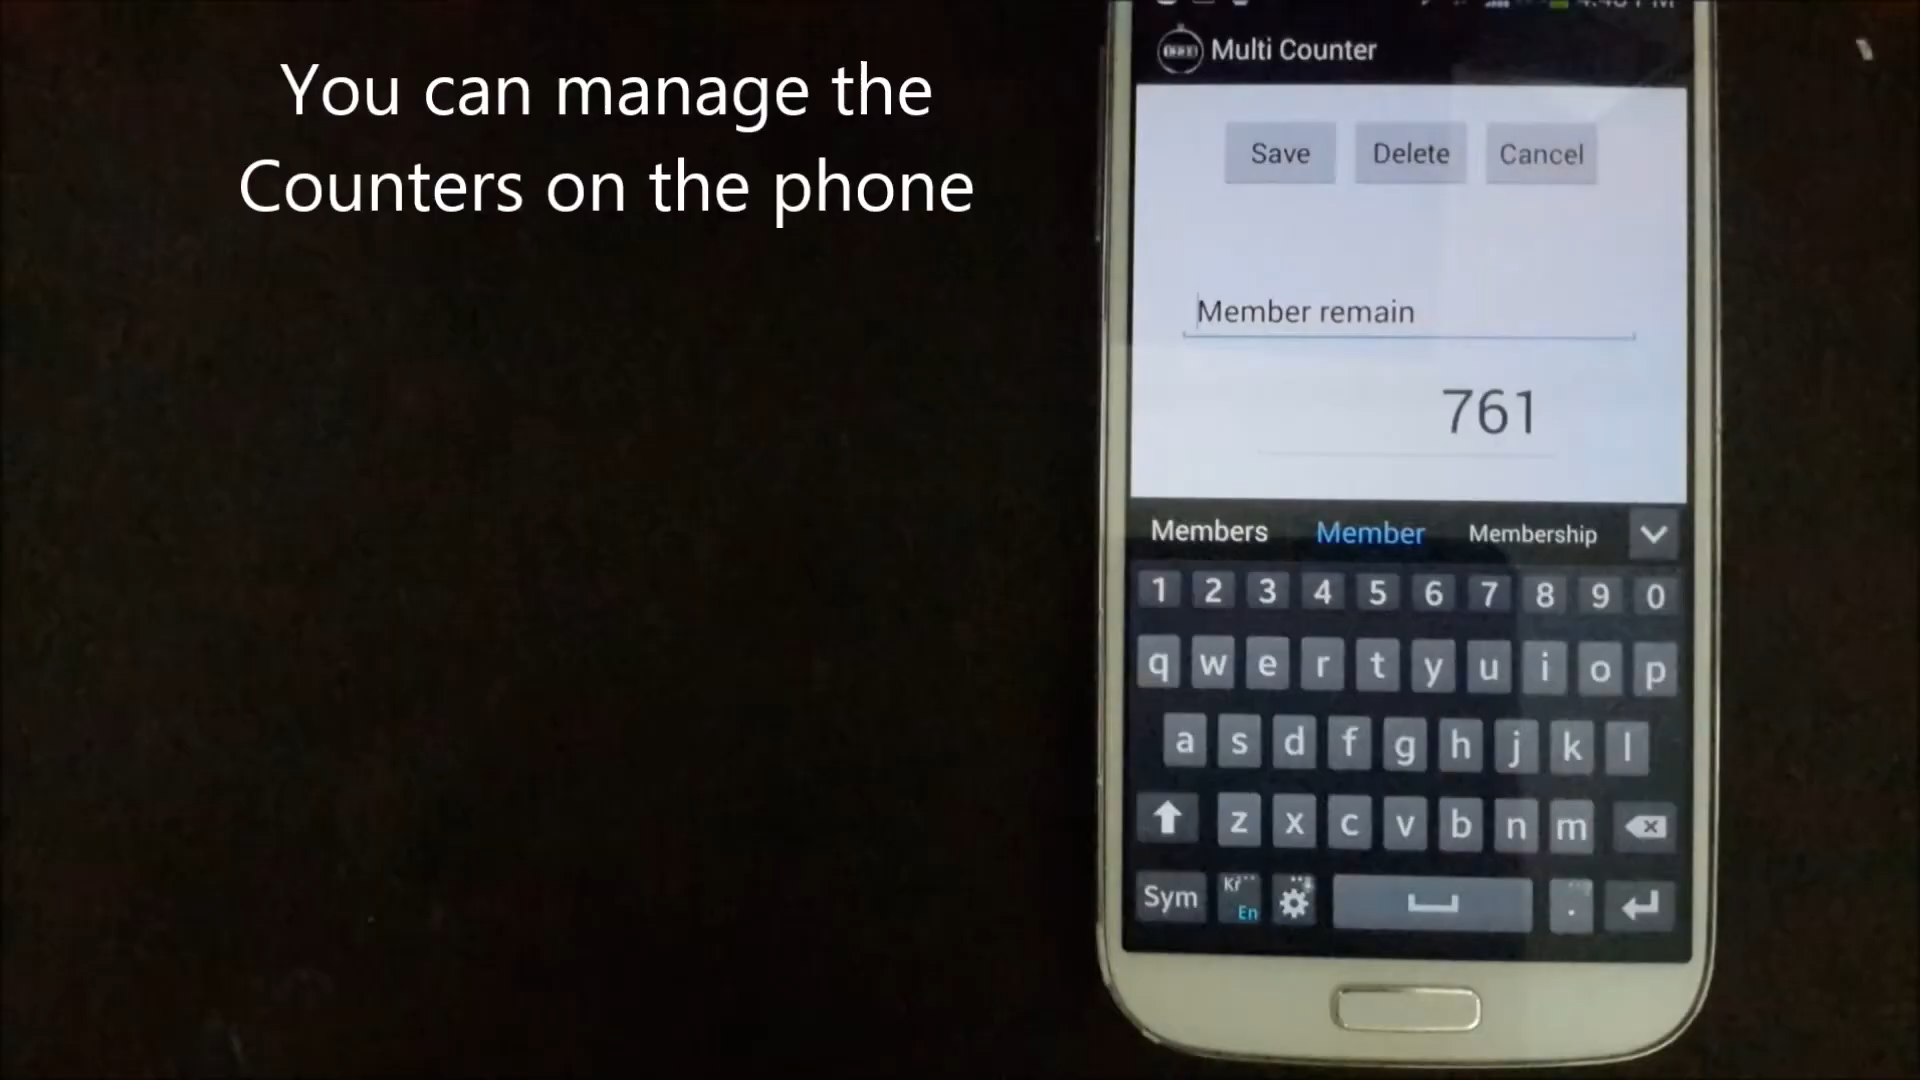 You can manage the
Counters on the phone
Multi Counter
Save Delete Cancel
Member remain
761
Members Member Membership
1 2 3 4 5 6 7 8 9 0
q w e r t y u i o p
a s d f g h j k l
z x c v b n m
Sym Kr En .